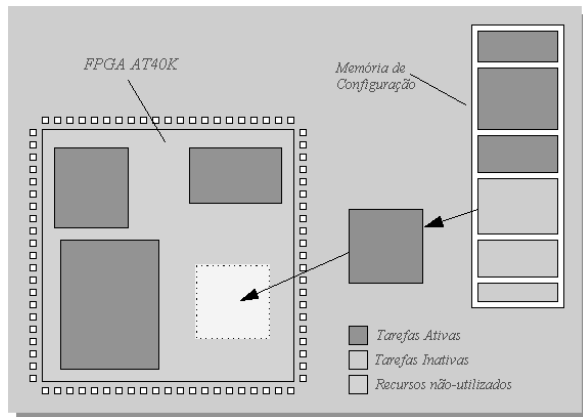 FPGA AT40K
Memória de
Configuração
Tarefas Ativas
Tarefas Inativas
Recursos não-utilizados